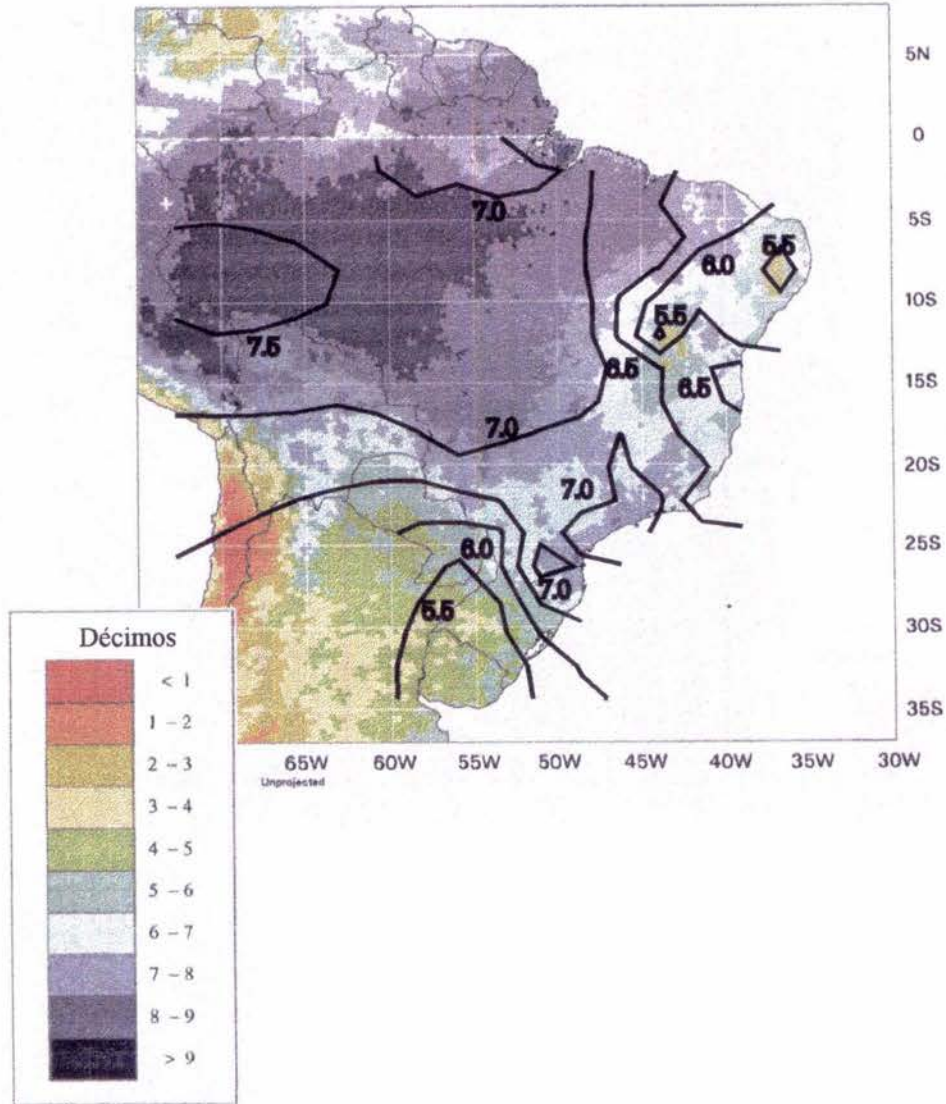 5N
0
5S
10S
15S
20S
25S
30S
35S
65W 60W 55W 50W 45W 40W 35W 30W
Unprojected
7.0
5.5
6.0
5.5
7.5
6.5
6.5
7.0
7.0
6.0
7.0
5.5
Décimos
< 1
1 – 2
2 – 3
3 – 4
4 – 5
5 – 6
6 – 7
7 – 8
8 – 9
> 9